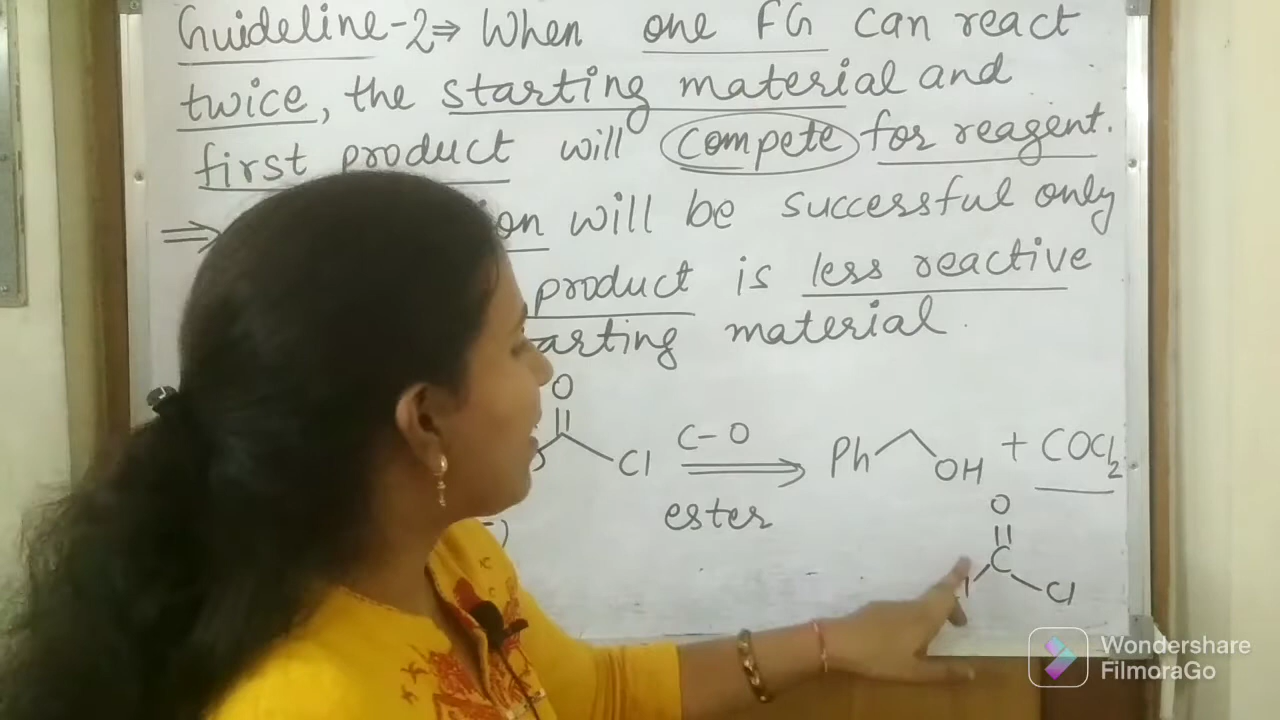 Guideline-2⇒ When one FG can react
twice, the starting material and
first product will compete for reagent.
⇒ on will be successful only
product is less reactive
arting material.
O
Cl C-O Ph OH + COCl2
ester
O
C
Cl
Wondershare
FilmoraGo